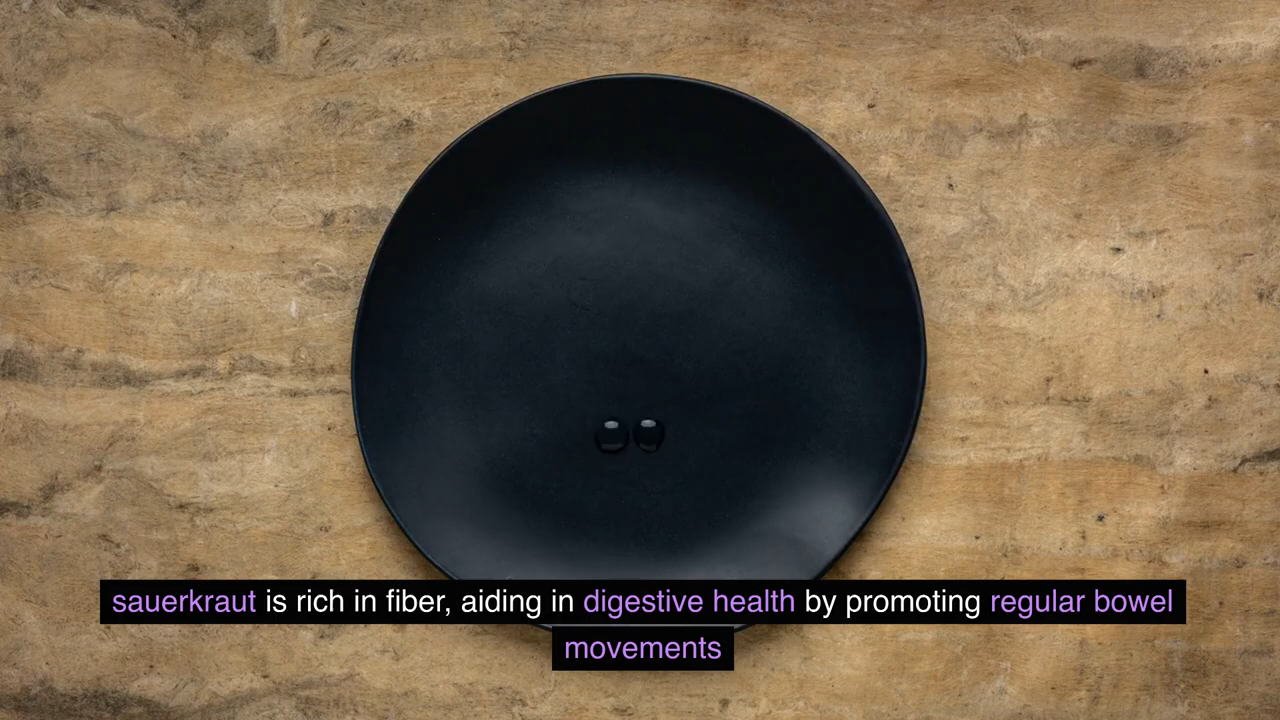 sauerkraut is rich in fiber, aiding in digestive health by promoting regular bowel
movements